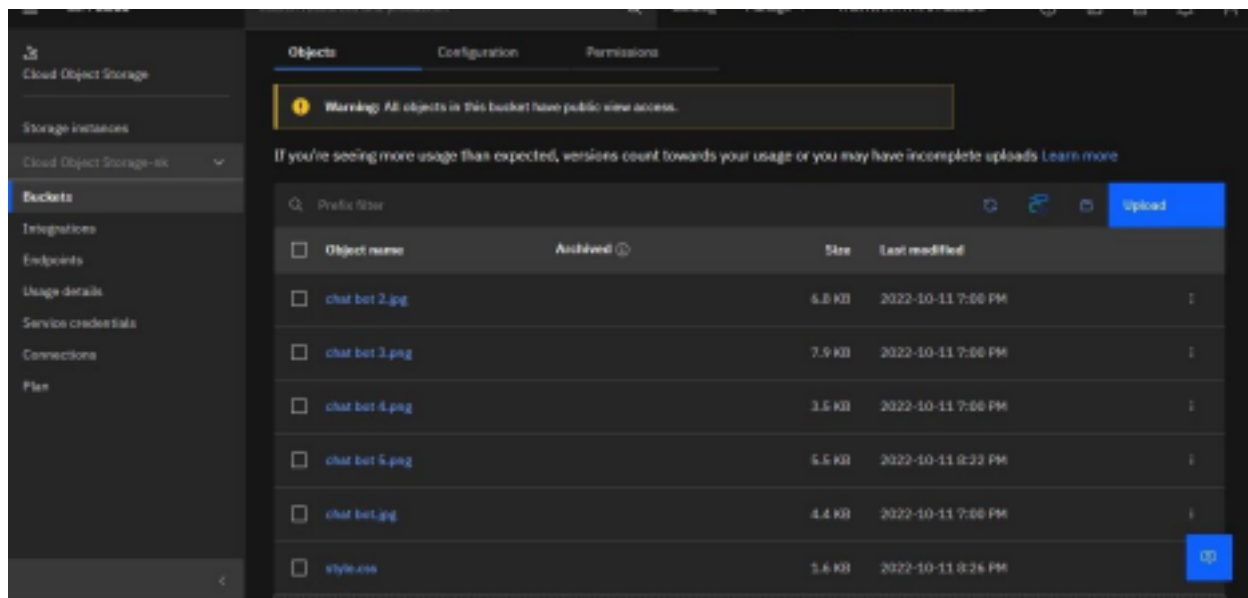 Objects Configuration Permissions
Cloud Object Storage
Warning: All objects in this bucket have public view access.
Storage instances
Cloud Object Storage-nk
If you're seeing more usage than expected, versions count towards your usage or you may have incomplete uploads Learn more
Buckets
Prefix filter Upload
Integrations
Object name Archived Size Last modified
Endpoints
Usage details
chat bot 2.jpg 6.8 KB 2022-10-11 7:00 PM
Service credentials
Connections
chat bot 3.png 7.9 KB 2022-10-11 7:00 PM
Plan
chat bot 4.png 3.5 KB 2022-10-11 7:00 PM
chat bot 5.png 5.5 KB 2022-10-11 8:22 PM
chat bot.jpg 4.4 KB 2022-10-11 7:00 PM
style.css 1.6 KB 2022-10-11 8:26 PM